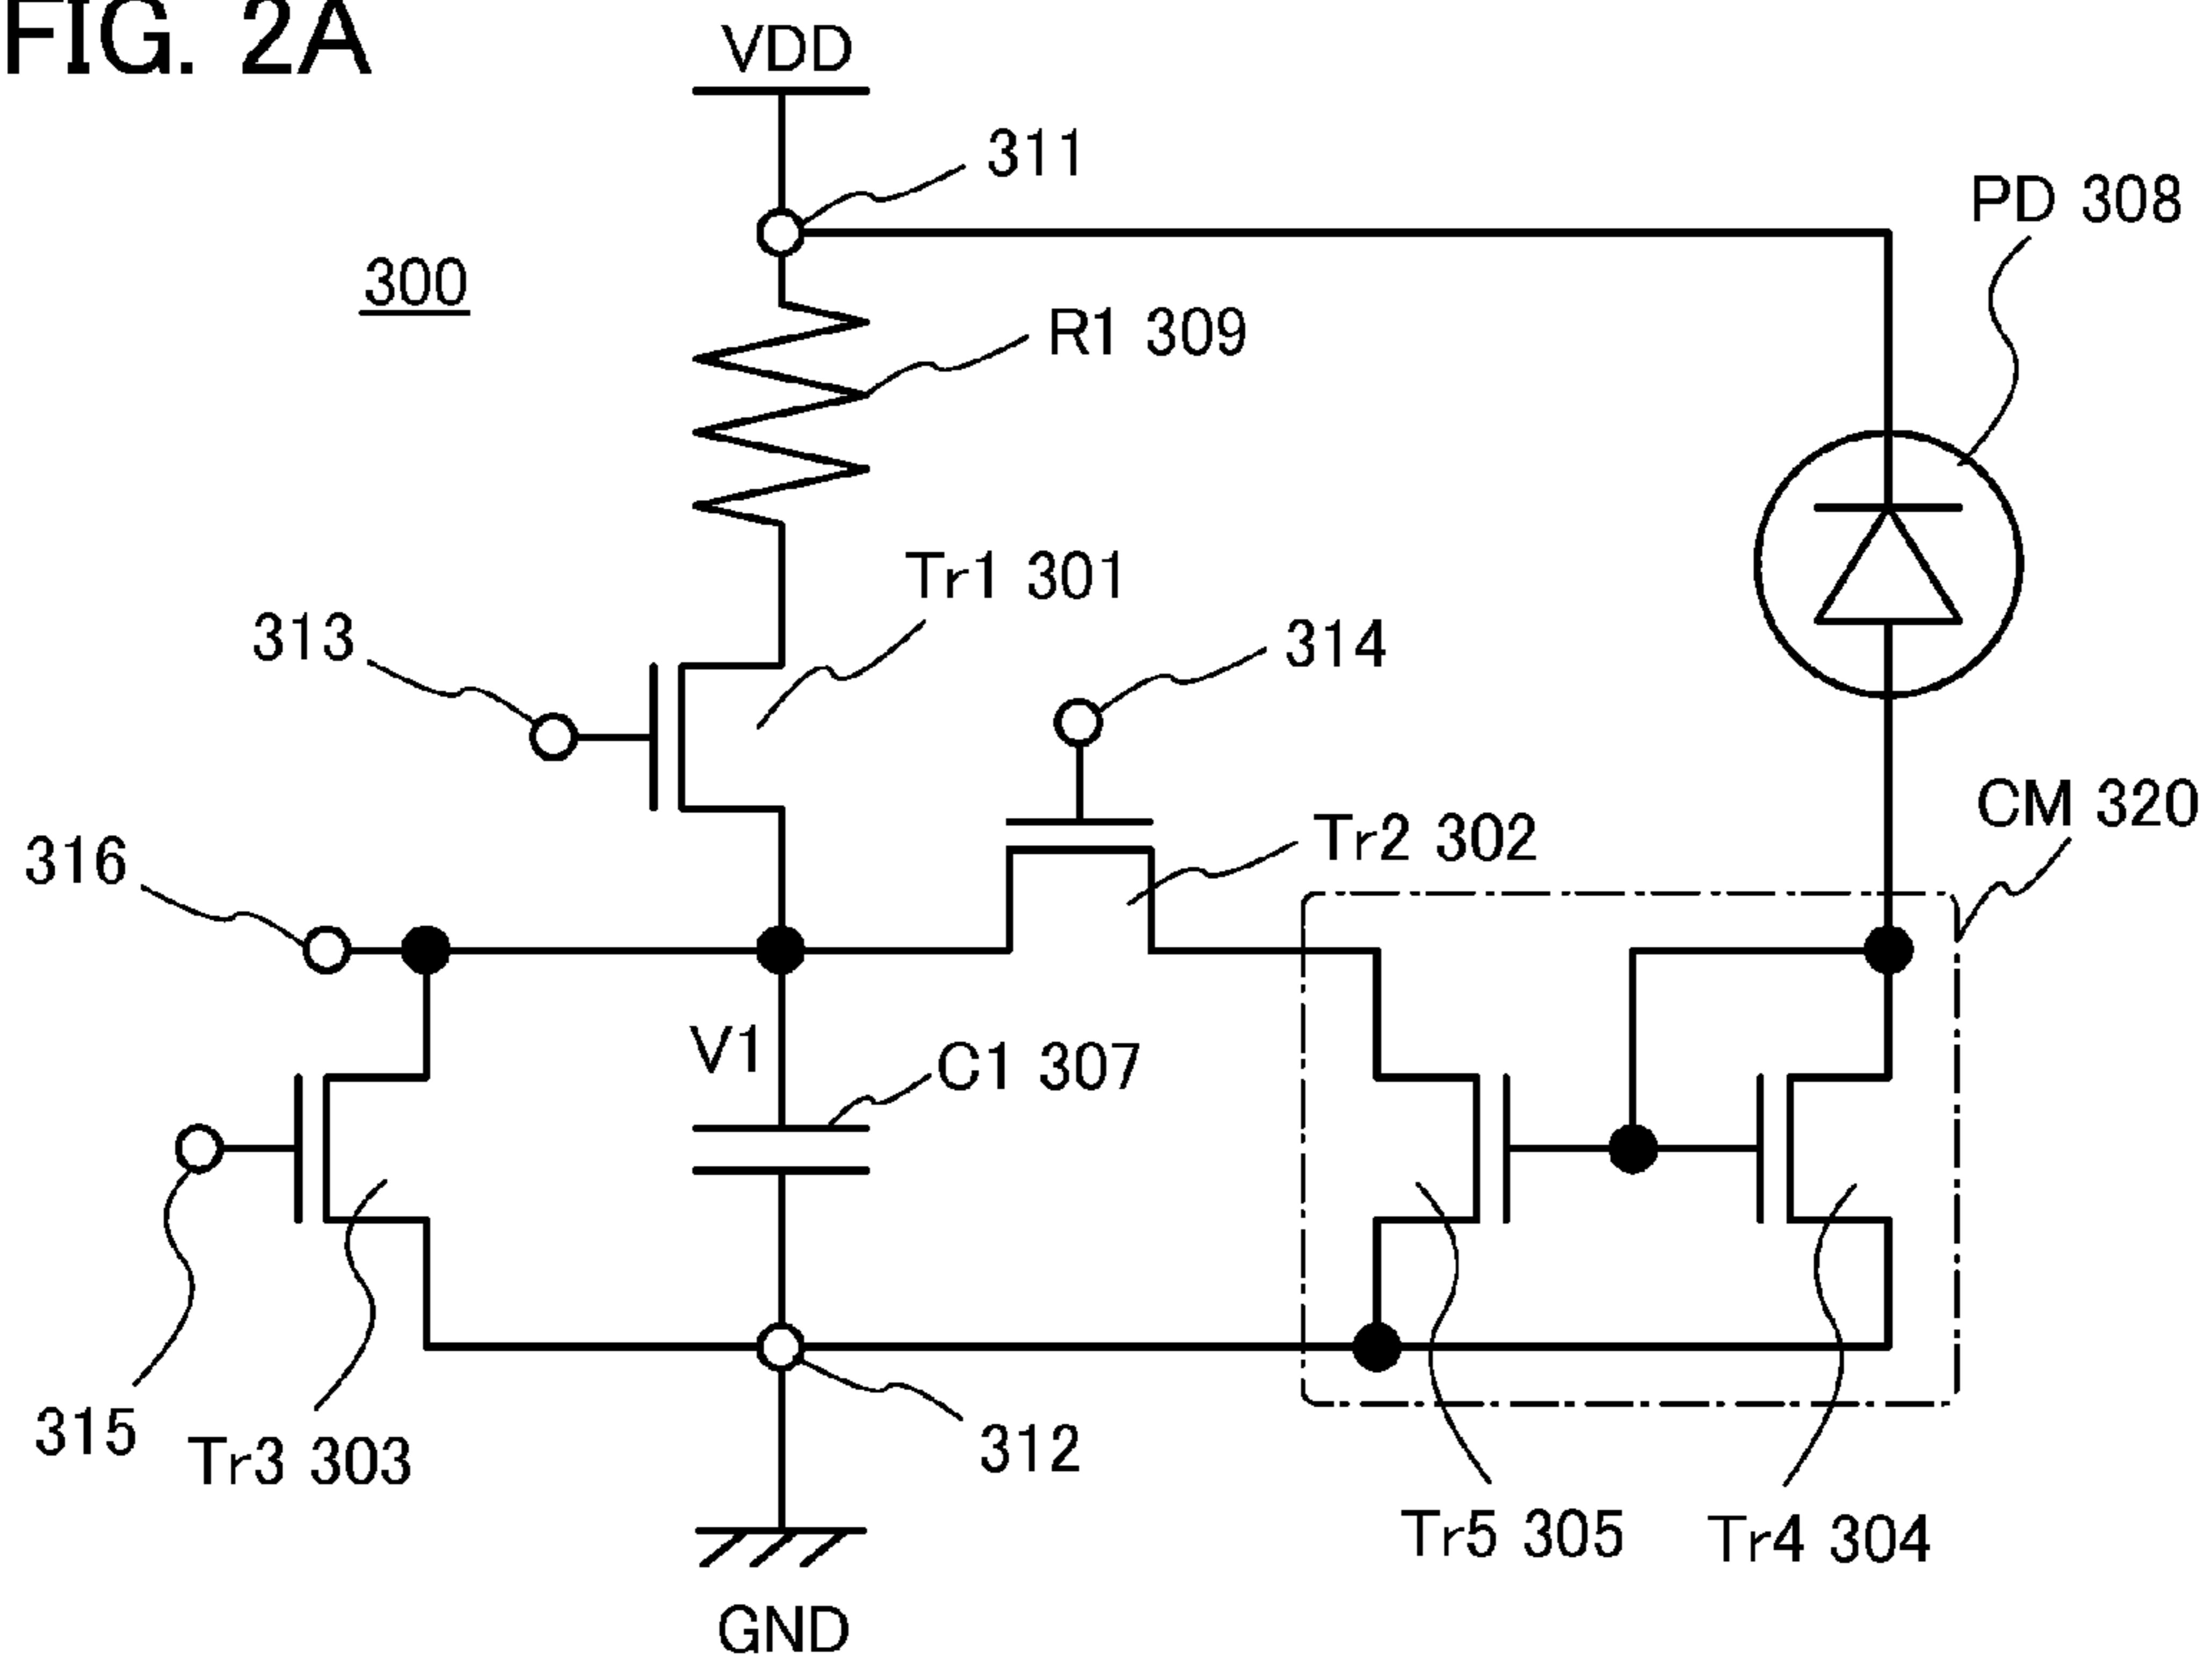 FIG. 2A
VDD
311
PD 308
300
R1 309
Tr1 301
313
314
CM 320
Tr2 302
316
V1
C1 307
315
Tr3 303
312
Tr5 305
Tr4 304
GND